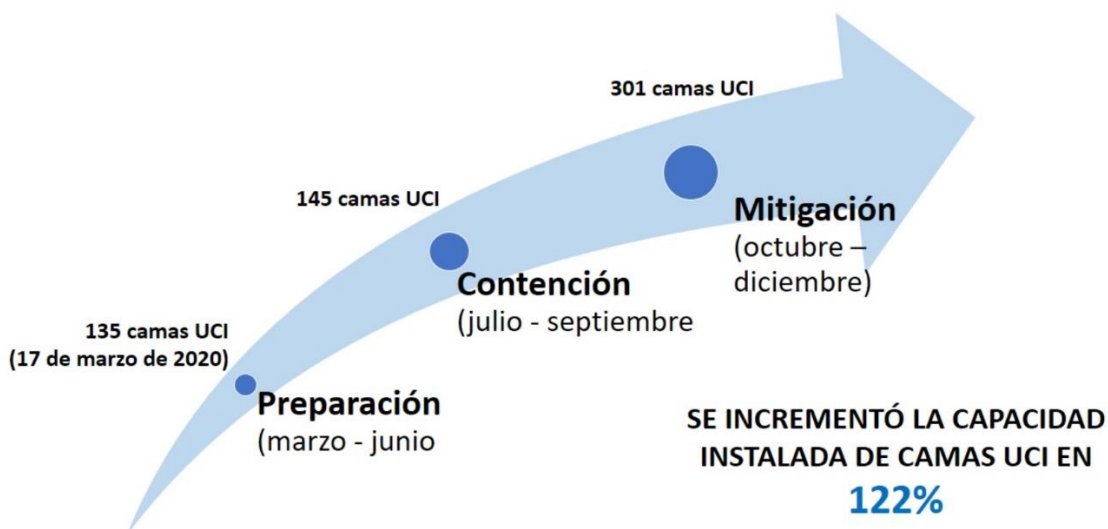 301 camas UCI
145 camas UCI
Mitigación
(octubre –
diciembre)
Contención
(julio - septiembre
135 camas UCI
(17 de marzo de 2020)
Preparación
(marzo - junio
SE INCREMENTÓ LA CAPACIDAD
INSTALADA DE CAMAS UCI EN
122%